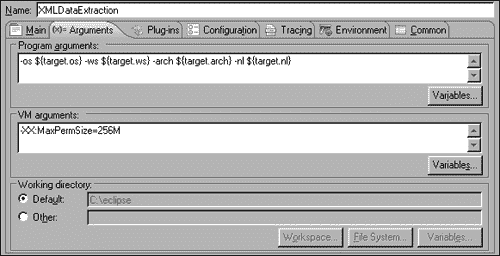 Name: XMLDataExtraction
Main (x)= Arguments Plug-ins Configuration Tracing Environment Common
Program arguments:
-os ${target.os} -ws ${target.ws} -arch ${target.arch} -nl ${target.nl}
Variables...
VM arguments:
-XX:MaxPermSize=256M
Variables...
Working directory:
Default: C:\eclipse
Other:
Workspace... File System... Variables...